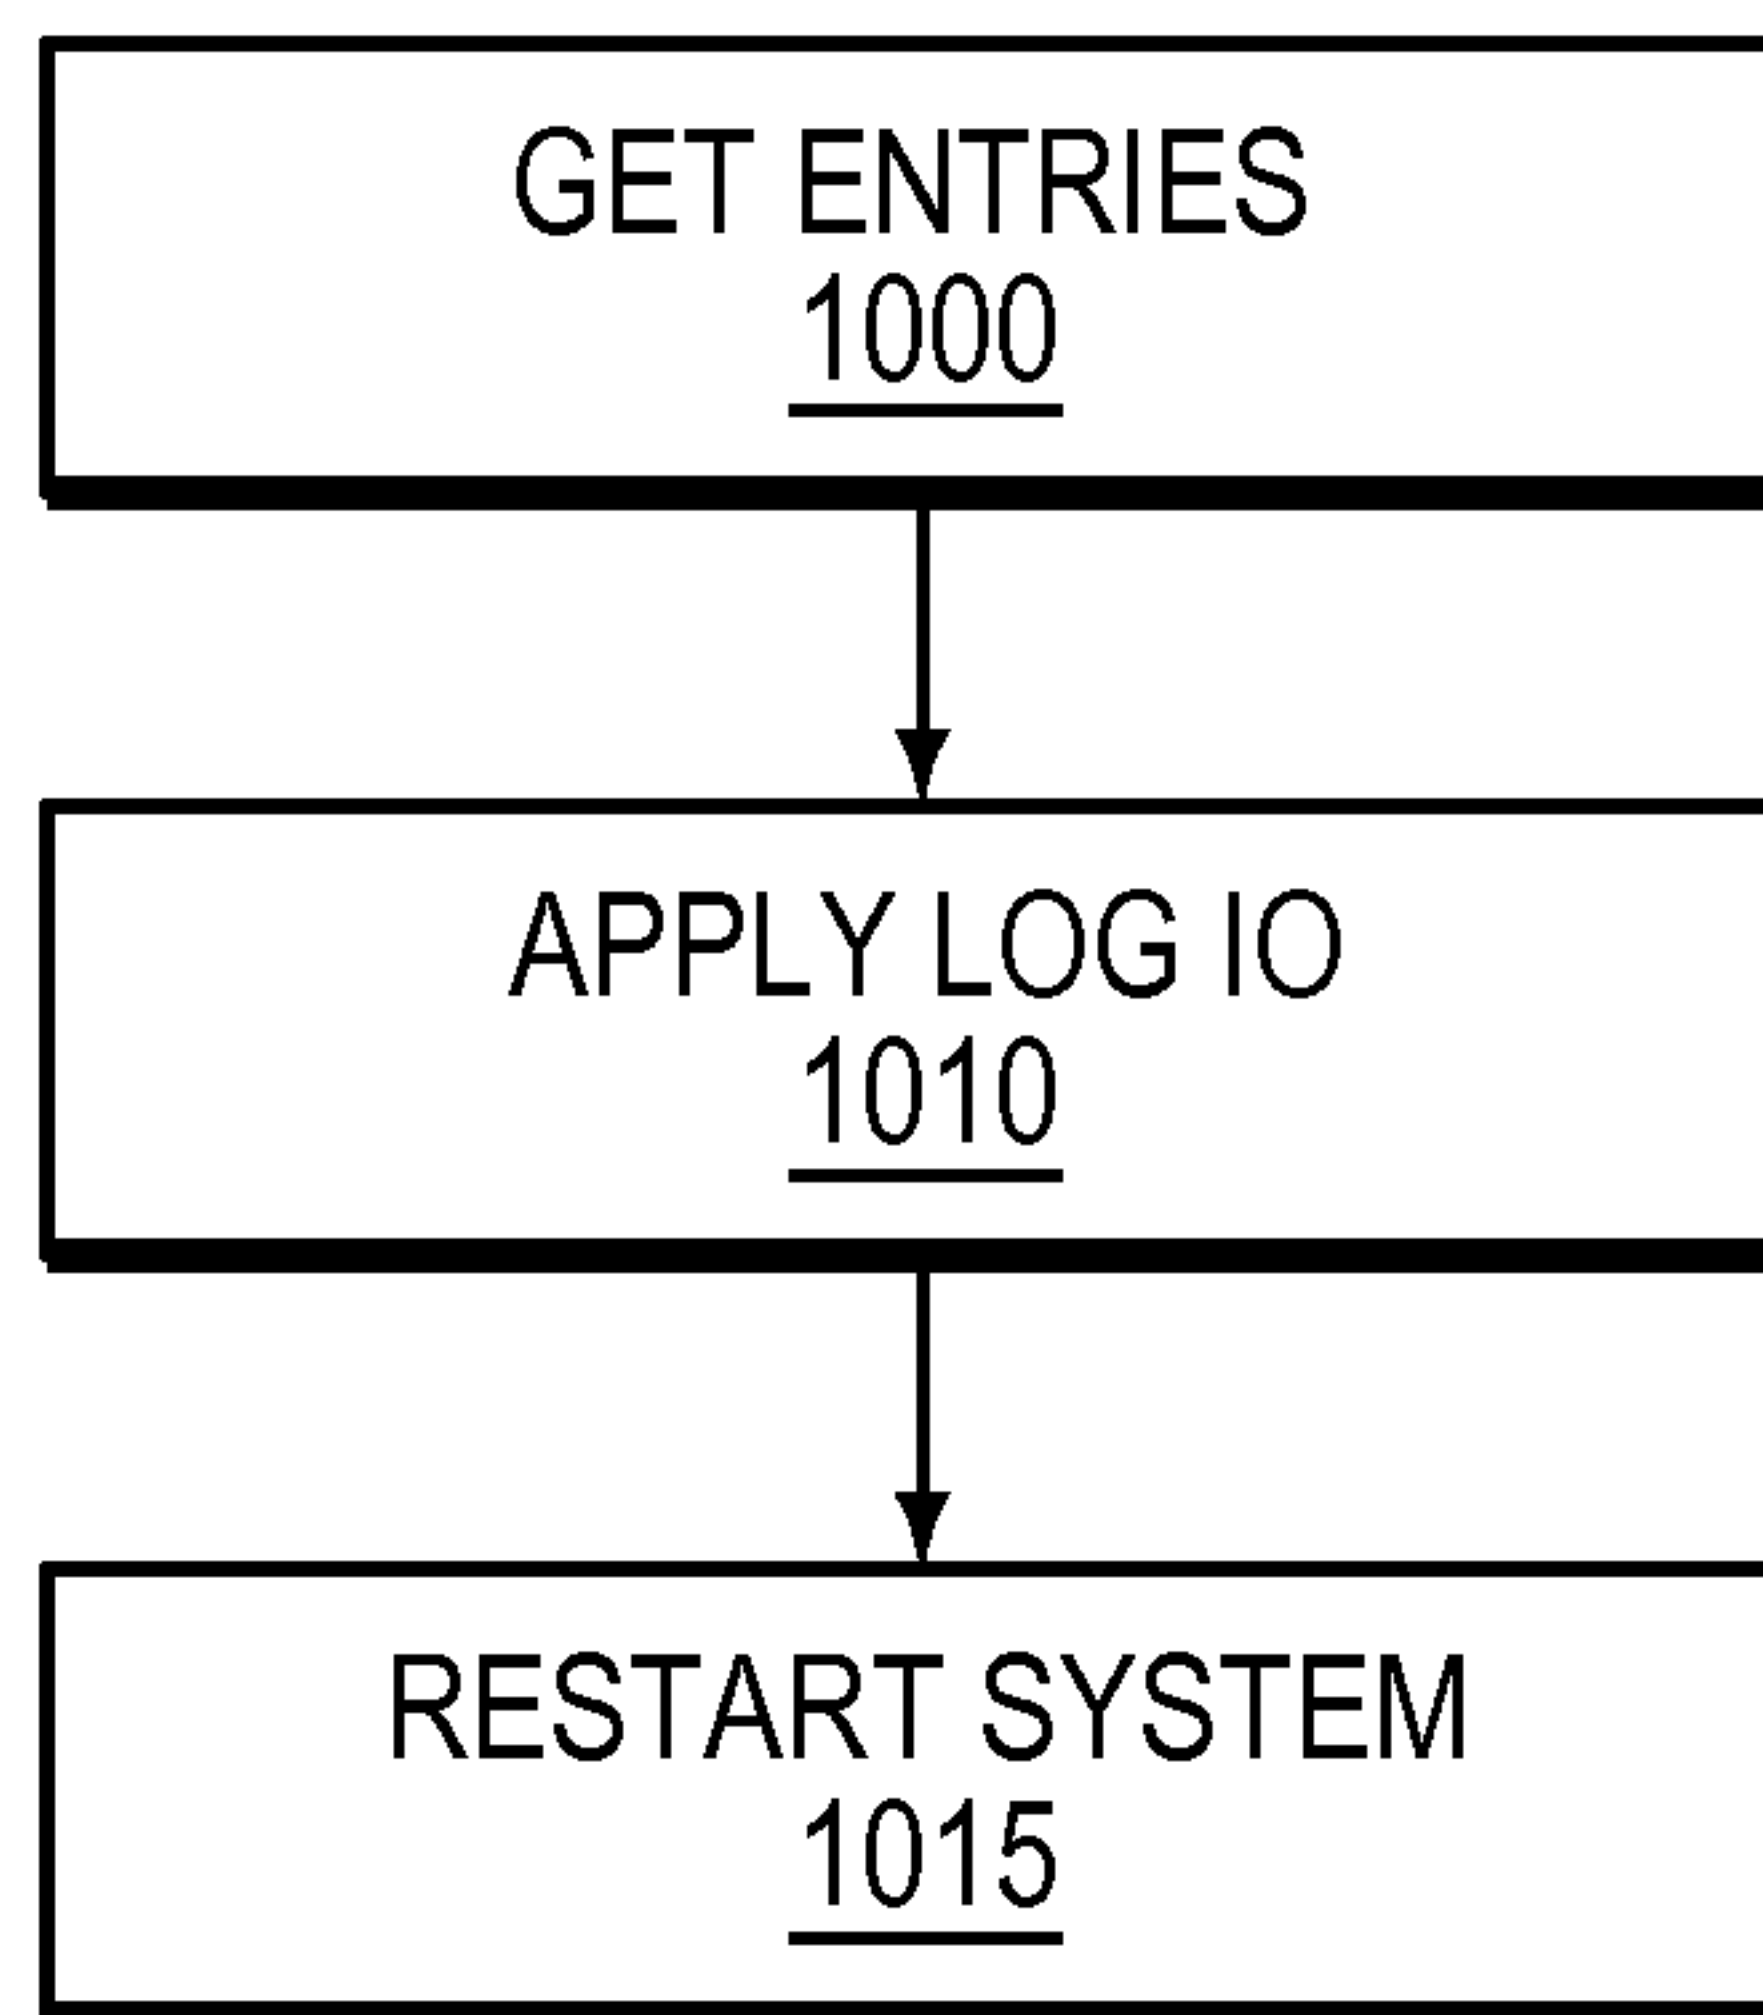 GET ENTRIES
1000
APPLY LOG IO
1010
RESTART SYSTEM
1015